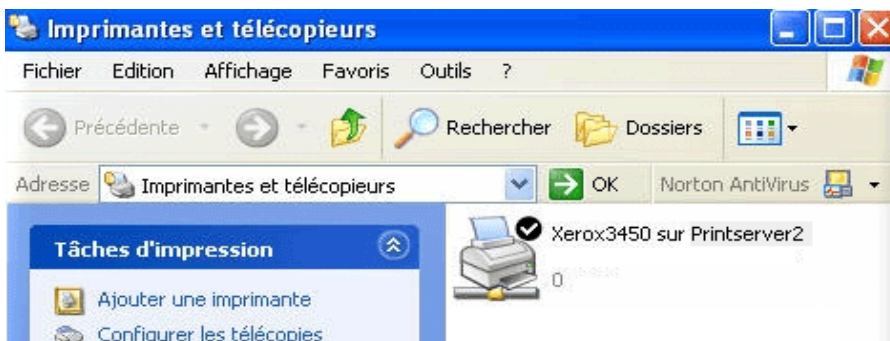 Imprimantes et télécopieurs
Fichier Edition Affichage Favoris Outils ?
Précédente Rechercher Dossiers
Adresse Imprimantes et télécopieurs OK Norton AntiVirus
Tâches d'impression
Xerox3450 sur Printserver2
0
Ajouter une imprimante
Configurer les télécopies